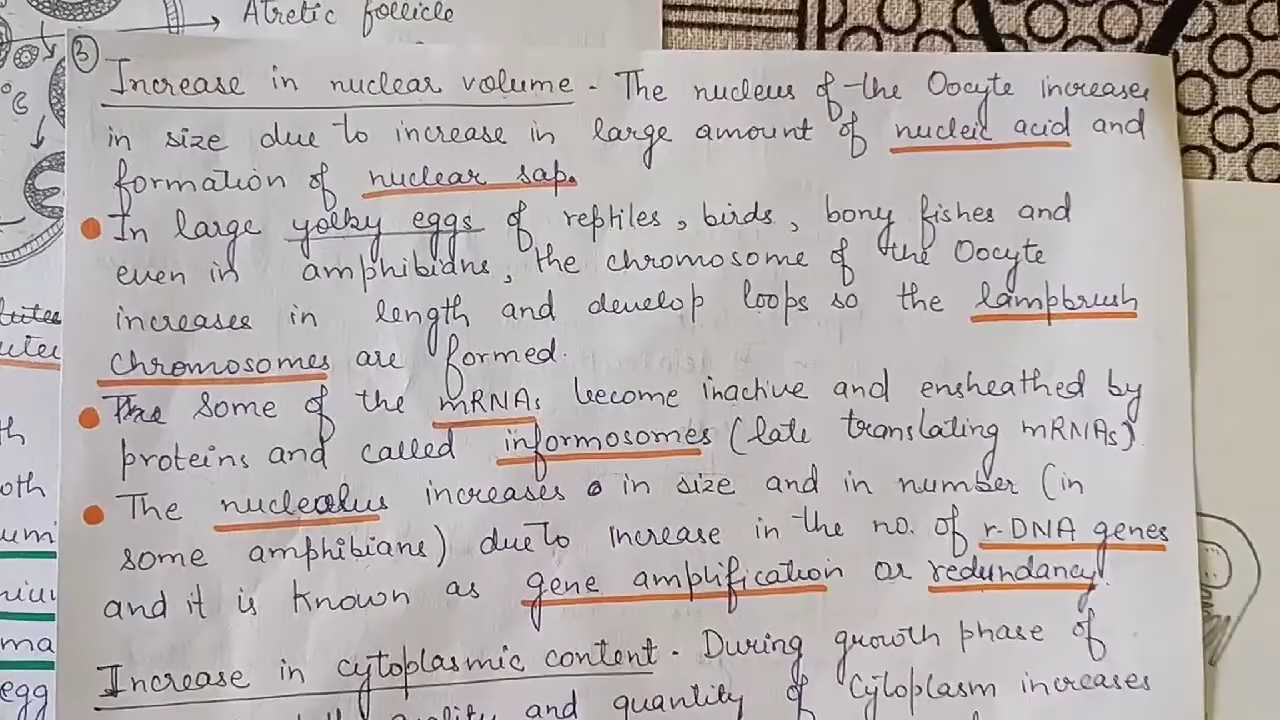 Atretic follicle
3
Increase in nuclear volume - The nucleus of the Oocyte increases
in size due to increase in large amount of nucleic acid and
formation of nuclear sap.
In large yolky eggs of reptiles, birds, bony fishes and
even in amphibians, the chromosome of the Oocyte
increases in length and develop loops so the lampbrush
chromosomes are formed.
The some of the mRNAs become inactive and ensheathed by
proteins and called informosomes (late translating mRNAs)
The nucleolus increases in size and in number (in
some amphibians) due to increase in the no. of r-DNA genes
and it is known as gene amplification or redundancy.
Increase in cytoplasmic content - During growth phase of
and quantity of cytoplasm increases
oth
ma
egg